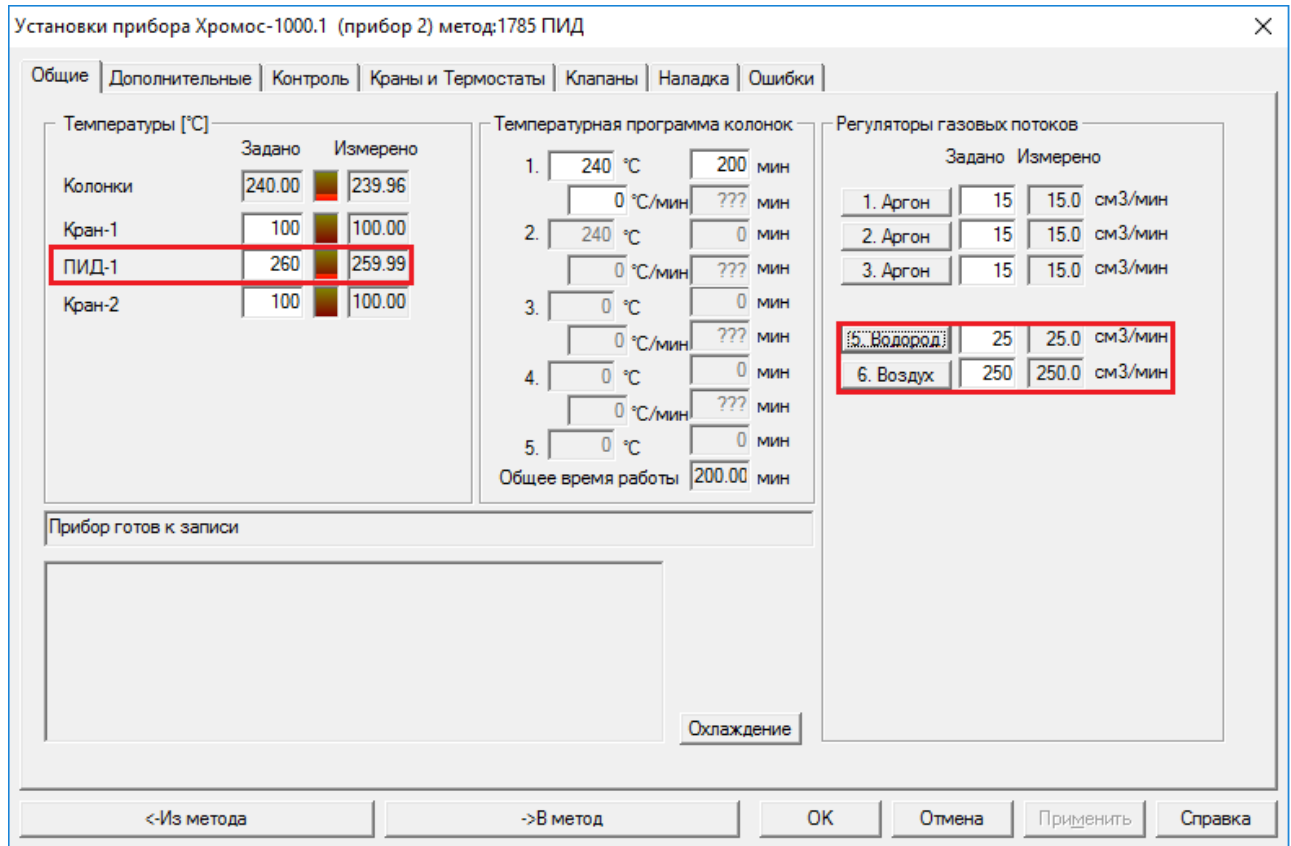 Установки прибора Хромос-1000.1 (прибор 2) метод:1785 ПИД
Общие Дополнительные Контроль Краны и Термостаты Клапаны Наладка Ошибки
Температуры [°C]
Задано Измерено
Колонки 240.00 239.96
Кран-1 100 100.00
ПИД-1 260 259.99
Кран-2 100 100.00
Температурная программа колонок
1. 240 °C 200 мин
0 °C/мин ??? мин
2. 240 °C 0 мин
0 °C/мин ??? мин
3. 0 °C 0 мин
0 °C/мин ??? мин
4. 0 °C 0 мин
0 °C/мин ??? мин
5. 0 °C 0 мин
Общее время работы 200.00 мин
Регуляторы газовых потоков
Задано Измерено
1. Аргон 15 15.0 см3/мин
2. Аргон 15 15.0 см3/мин
3. Аргон 15 15.0 см3/мин
5. Водород 25 25.0 см3/мин
6. Воздух 250 250.0 см3/мин
Прибор готов к записи
Охлаждение
<-Из метода ->В метод OK Отмена Применить Справка